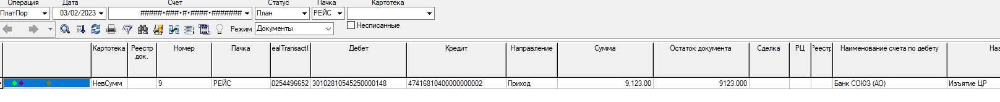 Операция Дата Счет Статус Пачка Картотека
ПлатПор 03/02/2023 #####•###•#•####•####### План РЕЙС
Режим Документы Несписанные
Картотека Реестр док. Номер Пачка ealTransactI Дебет Кредит Направление Сумма Остаток документа Сделка РЦ Реестр Наименование счета по дебету Наз
НевСумм 9 РЕЙС 0254496652 30102810545250000148 47416810400000000002 Приход 9,123.00 9123.000 Банк СОЮЗ (АО) Изъятие ЦР